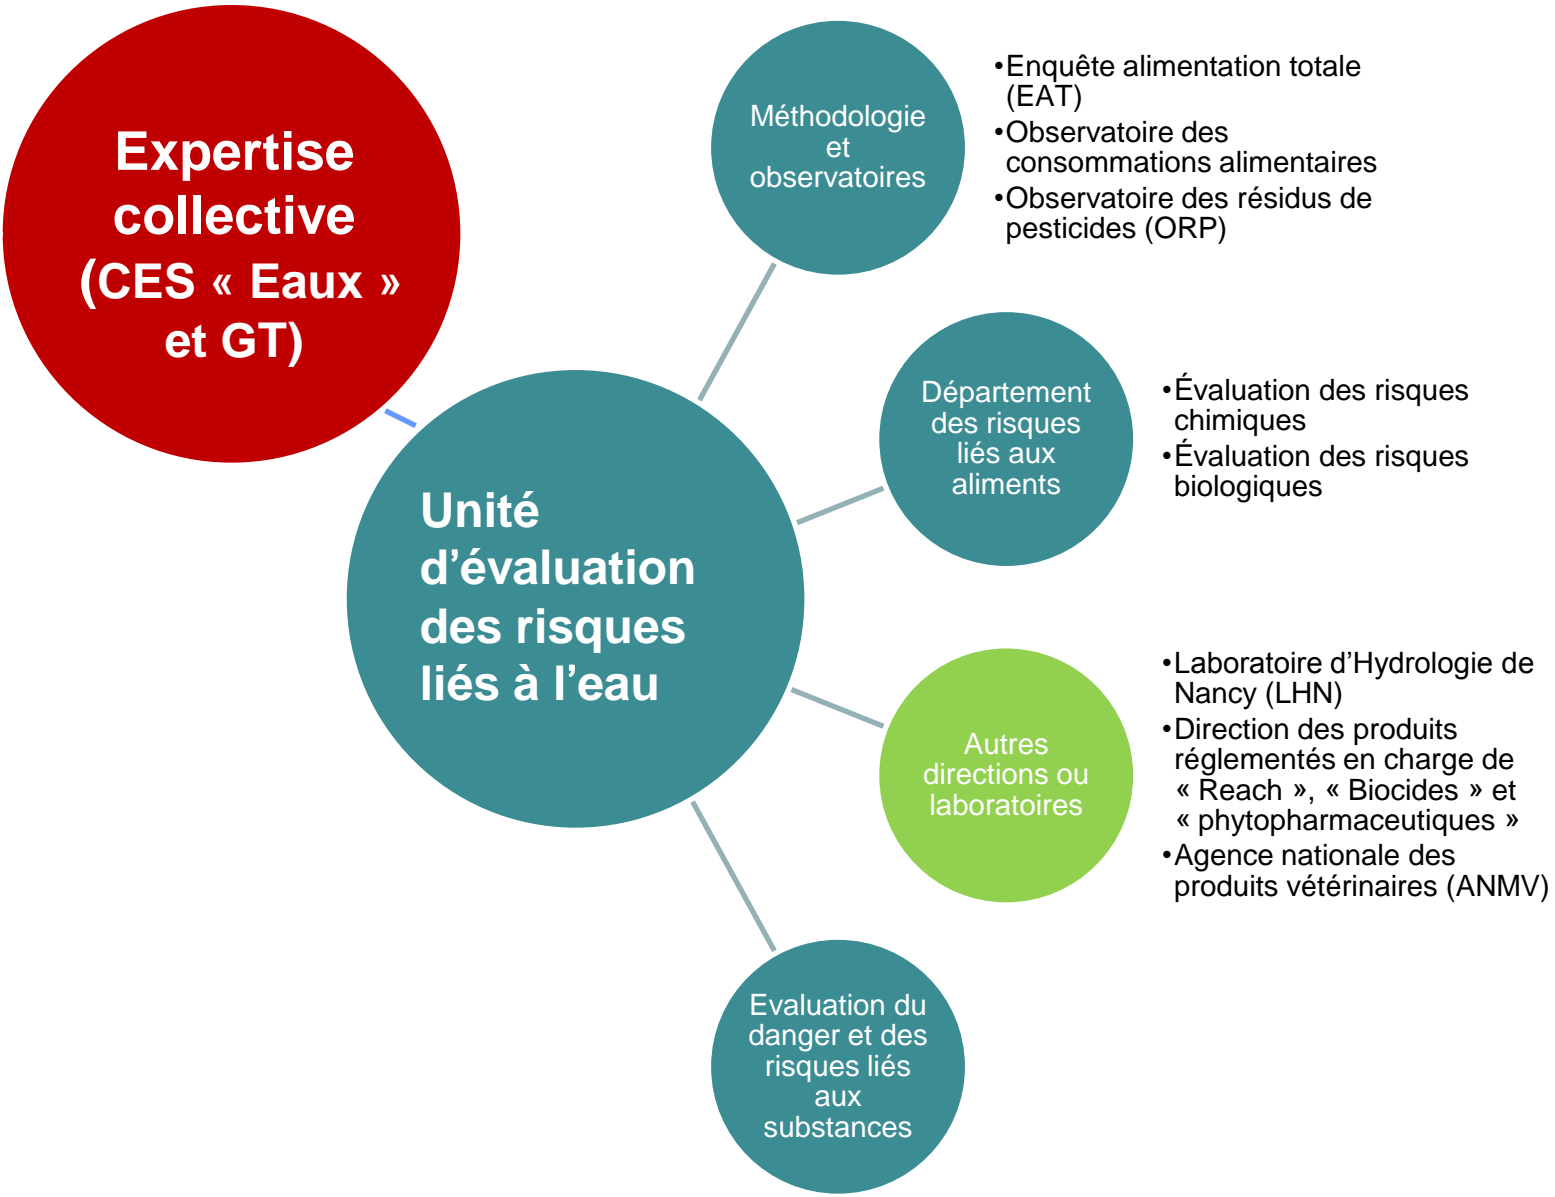 Expertise
collective
(CES « Eaux »
et GT)
Unité
d’évaluation
des risques
liés à l’eau
Méthodologie
et
observatoires
•Enquête alimentation totale
(EAT)
•Observatoire des
consommations alimentaires
•Observatoire des résidus de
pesticides (ORP)
Département
des risques
liés aux
aliments
•Évaluation des risques
chimiques
•Évaluation des risques
biologiques
Autres
directions ou
laboratoires
•Laboratoire d’Hydrologie de
Nancy (LHN)
•Direction des produits
réglementés en charge de
« Reach », « Biocides » et
« phytopharmaceutiques »
•Agence nationale des
produits vétérinaires (ANMV)
Evaluation du
danger et des
risques liés
aux
substances